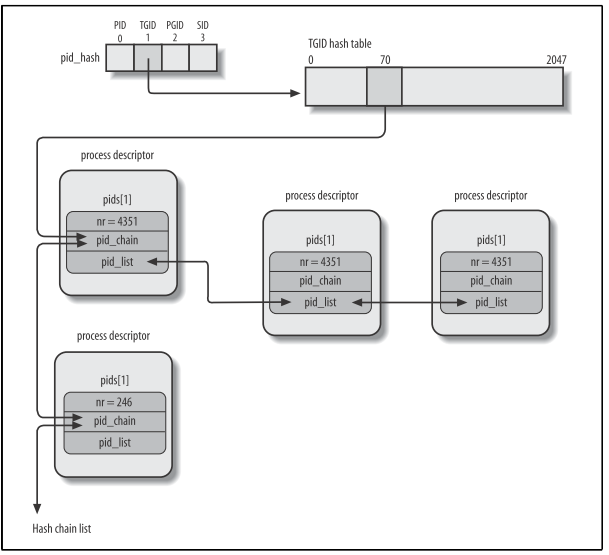 PID TGID PGID SID
0 1 2 3
pid_hash
TGID hash table
0 70 2047
process descriptor
pids[1]
nr = 4351
pid_chain
pid_list
process descriptor
pids[1]
nr = 4351
pid_chain
pid_list
process descriptor
pids[1]
nr = 4351
pid_chain
pid_list
process descriptor
pids[1]
nr = 246
pid_chain
pid_list
Hash chain list